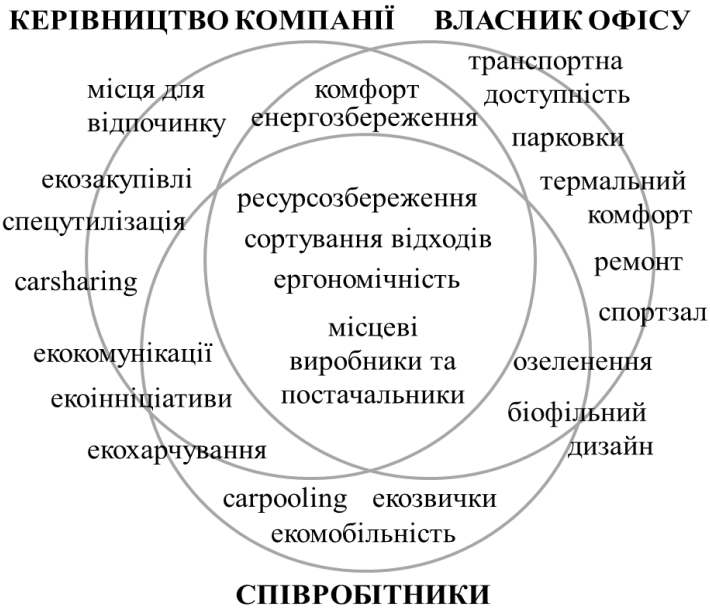 КЕРІВНИЦТВО КОМПАНІЇ
ВЛАСНИК ОФІСУ
місця для
відпочинку
екозакупівлі
спецутилізація
carsharing
комфорт
енергозбереження
транспортна
доступність
парковки
термальний
комфорт
ремонт
спортзал
ресурсозбереження
сортування відходів
ергономічність
місцеві
виробники та
постачальники
екокомунікації
екоінніціативи
екохарчування
озеленення
біофільний
дизайн
carpooling екозвички
екомобільність
СПІВРОБІТНИКИ